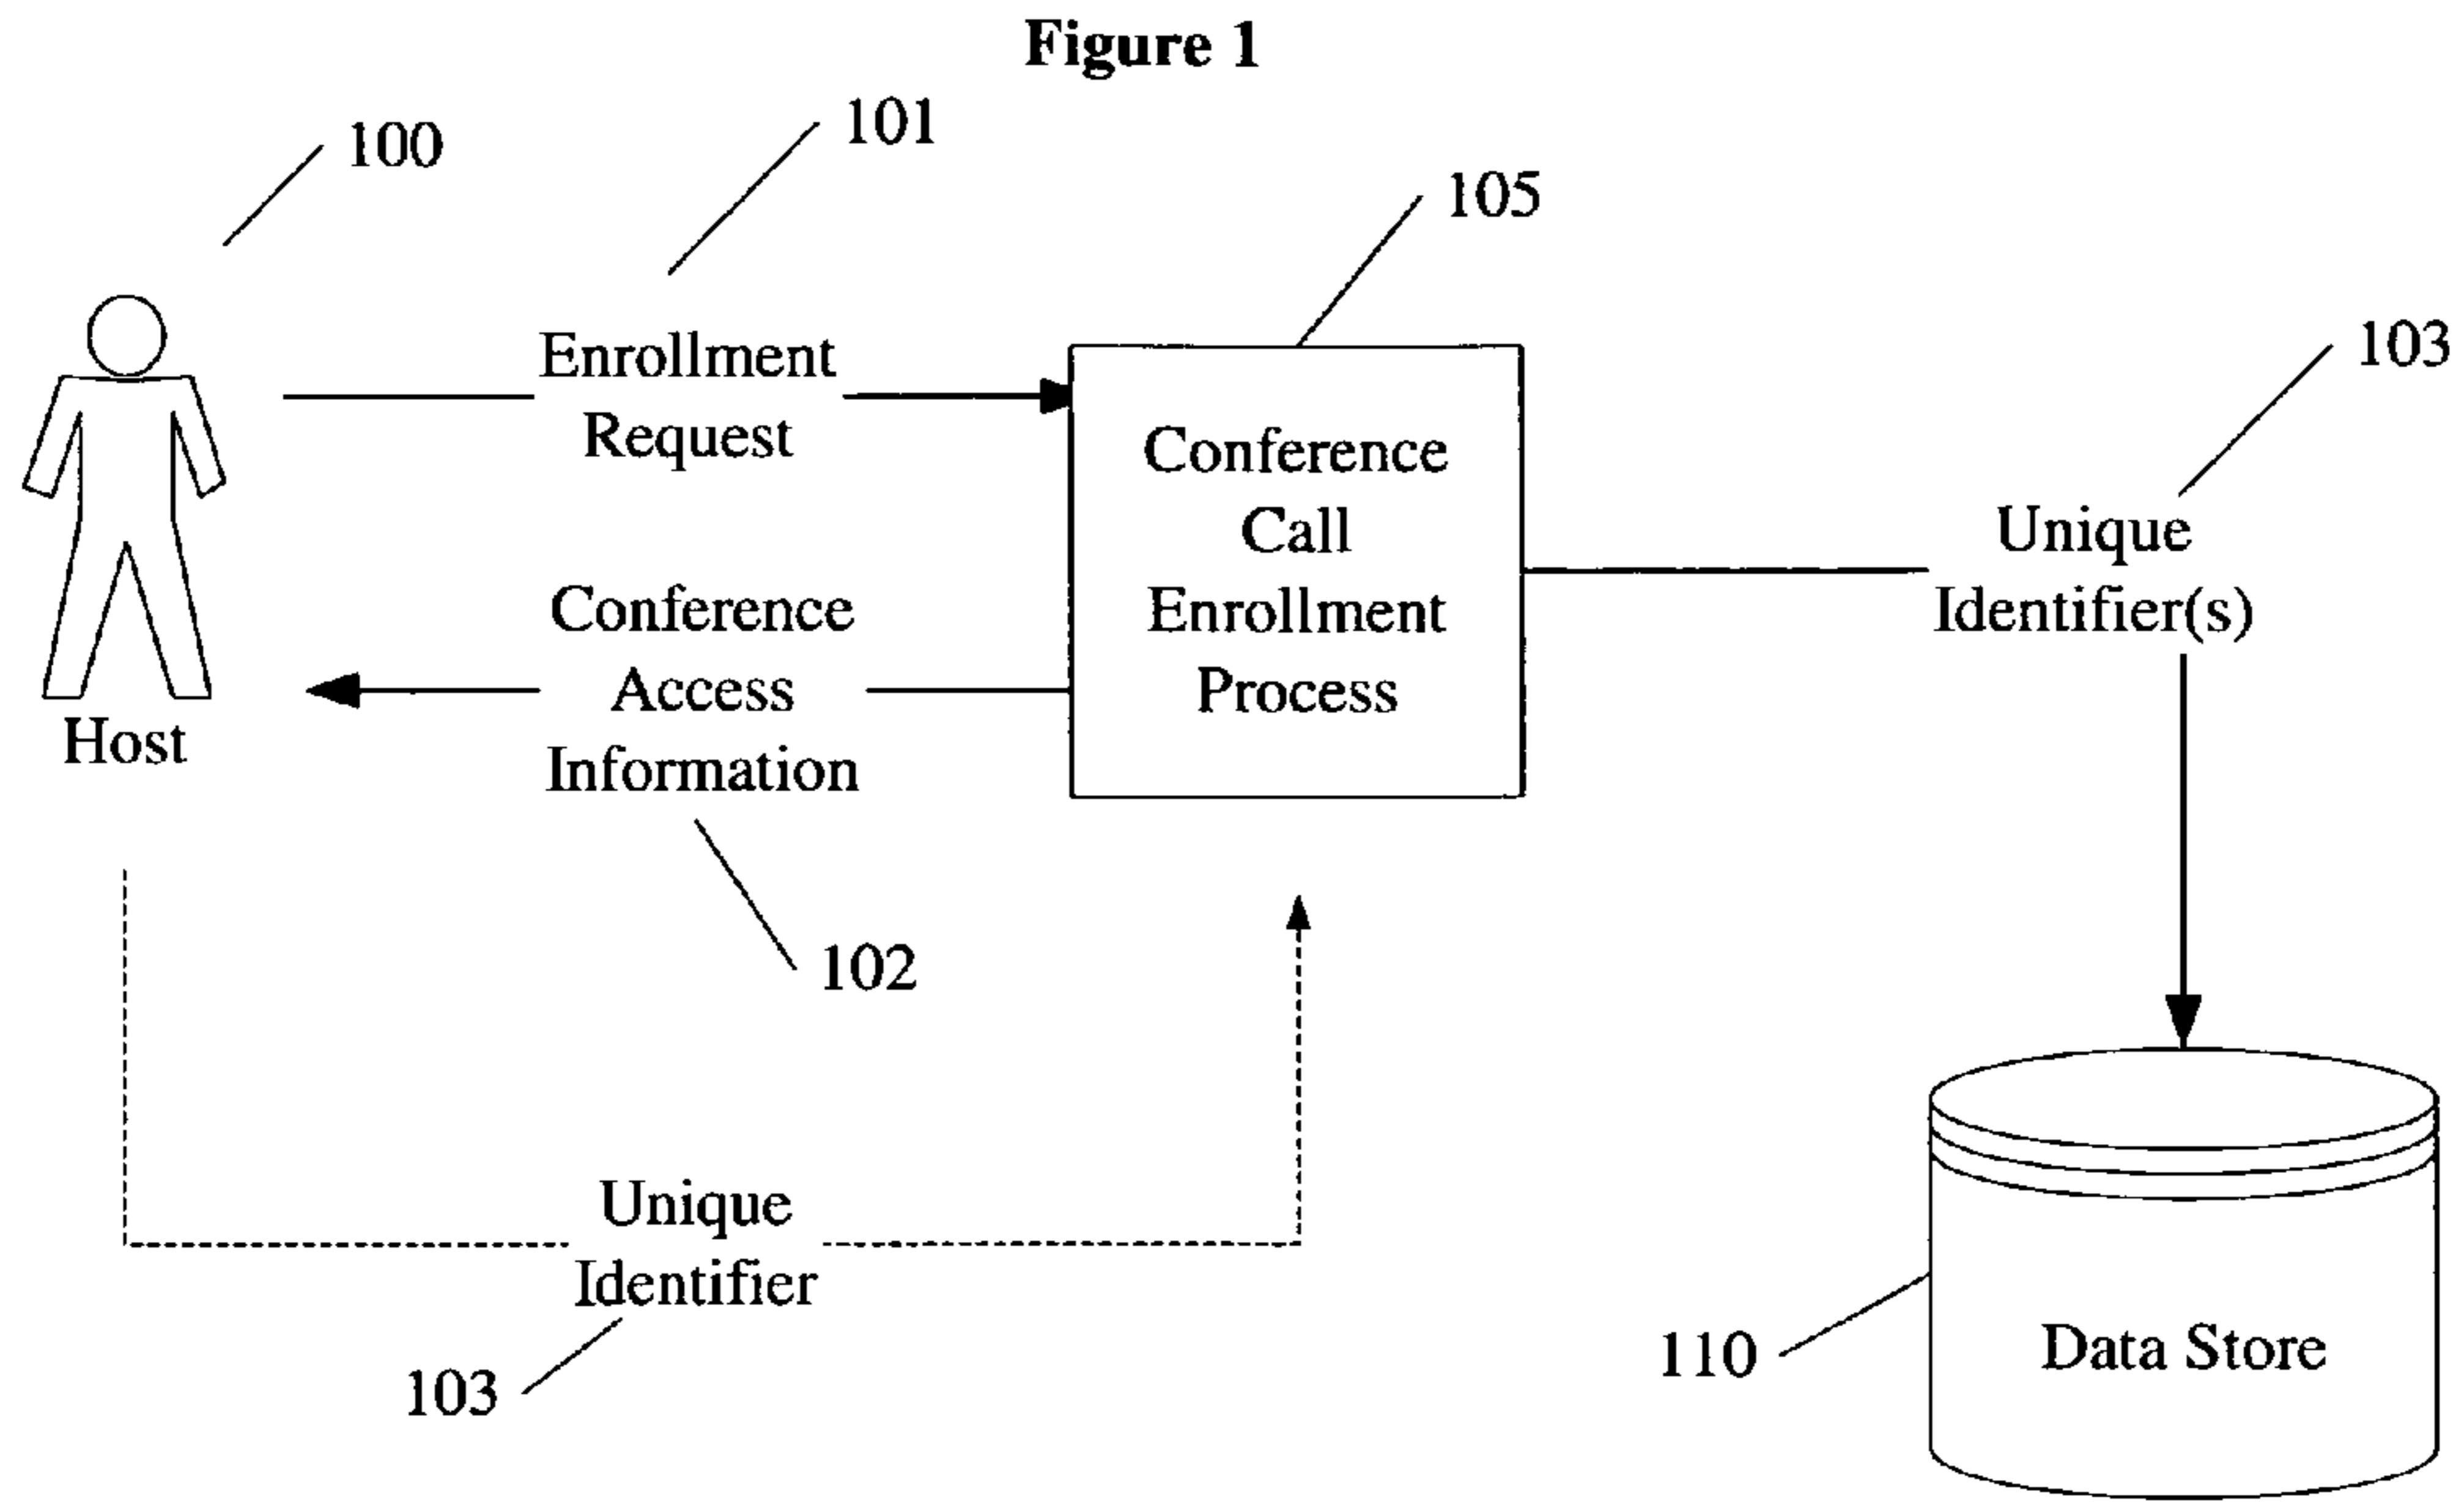 Figure 1
100
101
105
103
Enrollment
Request
Conference
Call
Enrollment
Process
Unique
Identifier(s)
Conference
Access
Information
Host
102
Unique
Identifier
103
110
Data Store